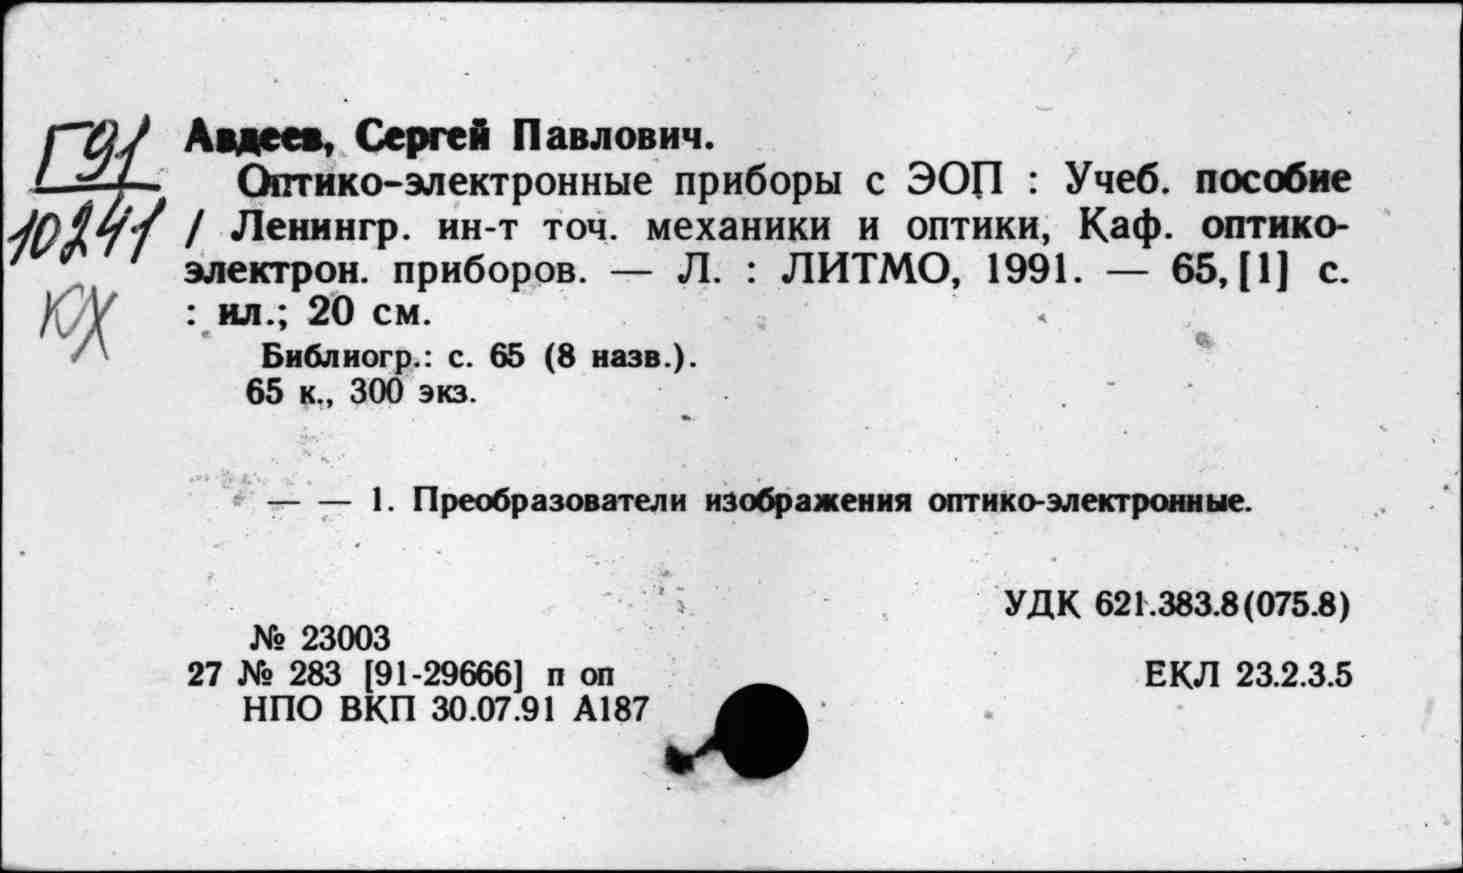 Г91
10241
КХ
Авдеев, Сергей Павлович.
Оптико-электронные приборы с ЭОП : Учеб. пособие
/ Ленингр. ин-т точ. механики и оптики, Каф. оптико-
электрон. приборов. — Л. : ЛИТМО, 1991. — 65, [1] с.
: ил.; 20 см.
Библиогр.: с. 65 (8 назв.).
65 к., 300 экз.
— — 1. Преобразователи изображения оптико-электронные.
УДК 621.383.8(075.8)
№ 23003
27 № 283 [91-29666] п оп
ЕКЛ 23.2.3.5
НПО ВКП 30.07.91 А187